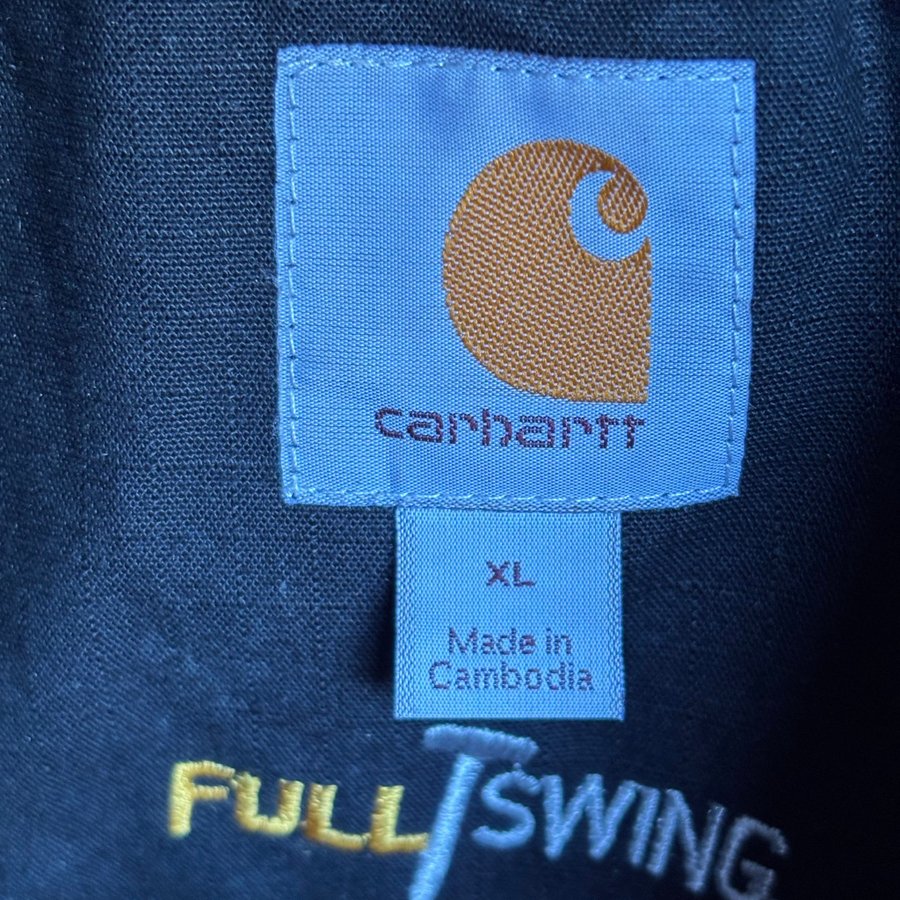 carhartt
XL
Made in
Cambodia
FULL SWING